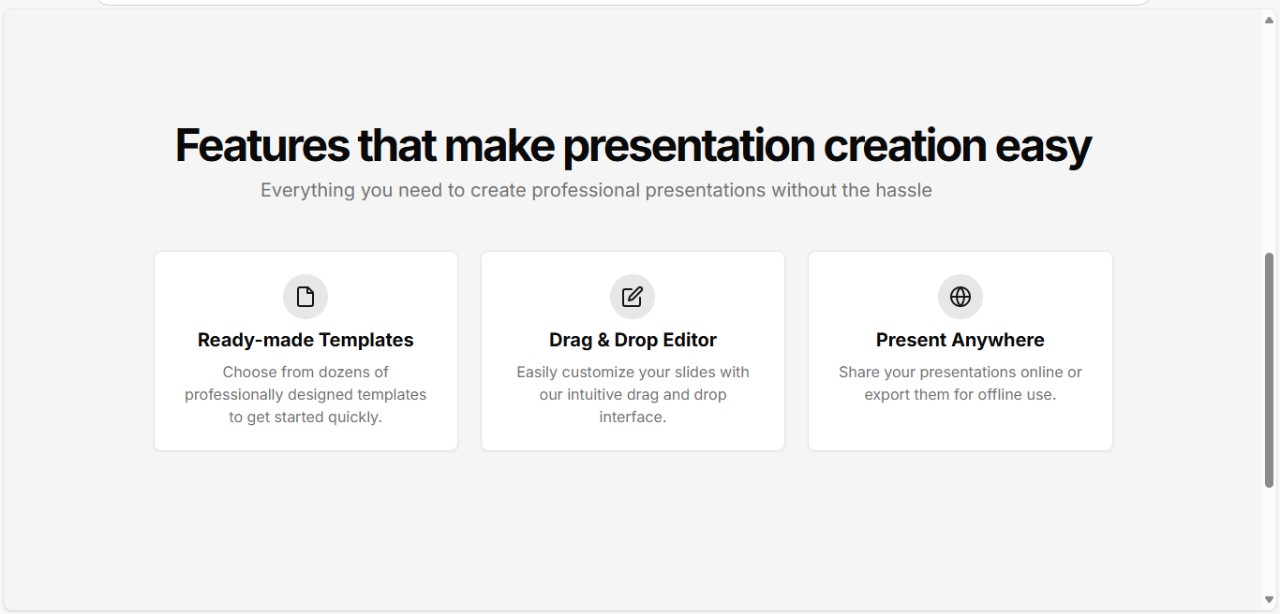 Features that make presentation creation easy
Everything you need to create professional presentations without the hassle
Ready-made Templates
Choose from dozens of
professionally designed templates
to get started quickly.
Drag & Drop Editor
Easily customize your slides with
our intuitive drag and drop
interface.
Present Anywhere
Share your presentations online or
export them for offline use.